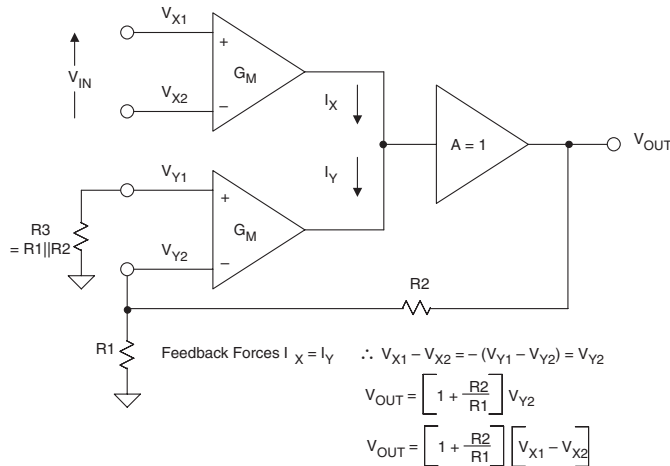 V_X1
+
V_IN
G_M
V_X2
−
I_X
A = 1
V_OUT
I_Y
V_Y1
+
R3
= R1||R2
G_M
V_Y2
−
R2
R1
Feedback Forces I_X = I_Y ∴ V_X1 − V_X2 = − (V_Y1 − V_Y2) = V_Y2
V_OUT = [1 + R2/R1] V_Y2
V_OUT = [1 + R2/R1] [V_X1 − V_X2]